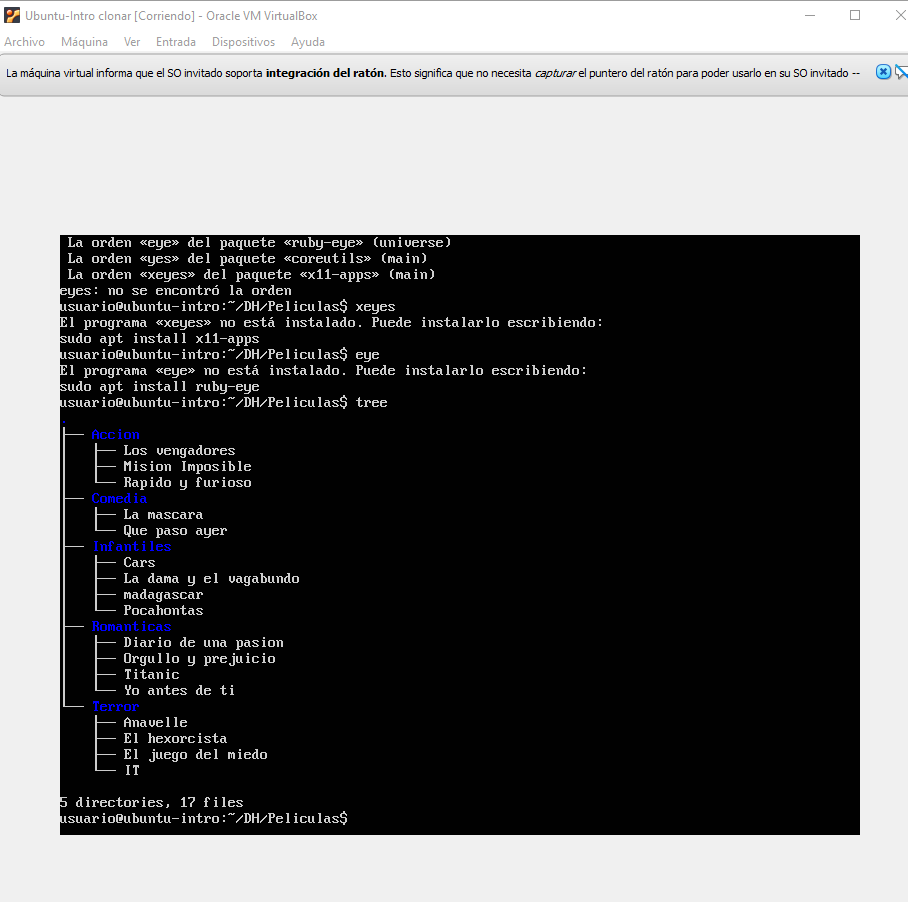 Ubuntu-Intro clonar [Corriendo] - Oracle VM VirtualBox
Archivo Máquina Ver Entrada Dispositivos Ayuda
La máquina virtual informa que el SO invitado soporta integración del ratón. Esto significa que no necesita capturar el puntero del ratón para poder usarlo en su SO invitado --
La orden «eye» del paquete «ruby-eye» (universe)
La orden «yes» del paquete «coreutils» (main)
La orden «xeyes» del paquete «x11-apps» (main)
eyes: no se encontró la orden
usuario@ubuntu-intro:~/DH/Peliculas$ xeyes
El programa «xeyes» no está instalado. Puede instalarlo escribiendo:
sudo apt install x11-apps
usuario@ubuntu-intro:~/DH/Peliculas$ eye
El programa «eye» no está instalado. Puede instalarlo escribiendo:
sudo apt install ruby-eye
usuario@ubuntu-intro:~/DH/Peliculas$ tree
.
├── Accion
│   ├── Los vengadores
│   ├── Mision Imposible
│   └── Rapido y furioso
├── Comedia
│   ├── La mascara
│   └── Que paso ayer
├── Infantiles
│   ├── Cars
│   ├── La dama y el vagabundo
│   ├── madagascar
│   └── Pocahontas
├── Romanticas
│   ├── Diario de una pasion
│   ├── Orgullo y prejuicio
│   ├── Titanic
│   └── Yo antes de ti
└── Terror
    ├── Anavelle
    ├── El hexorcista
    ├── El juego del miedo
    └── IT
5 directories, 17 files
usuario@ubuntu-intro:~/DH/Peliculas$